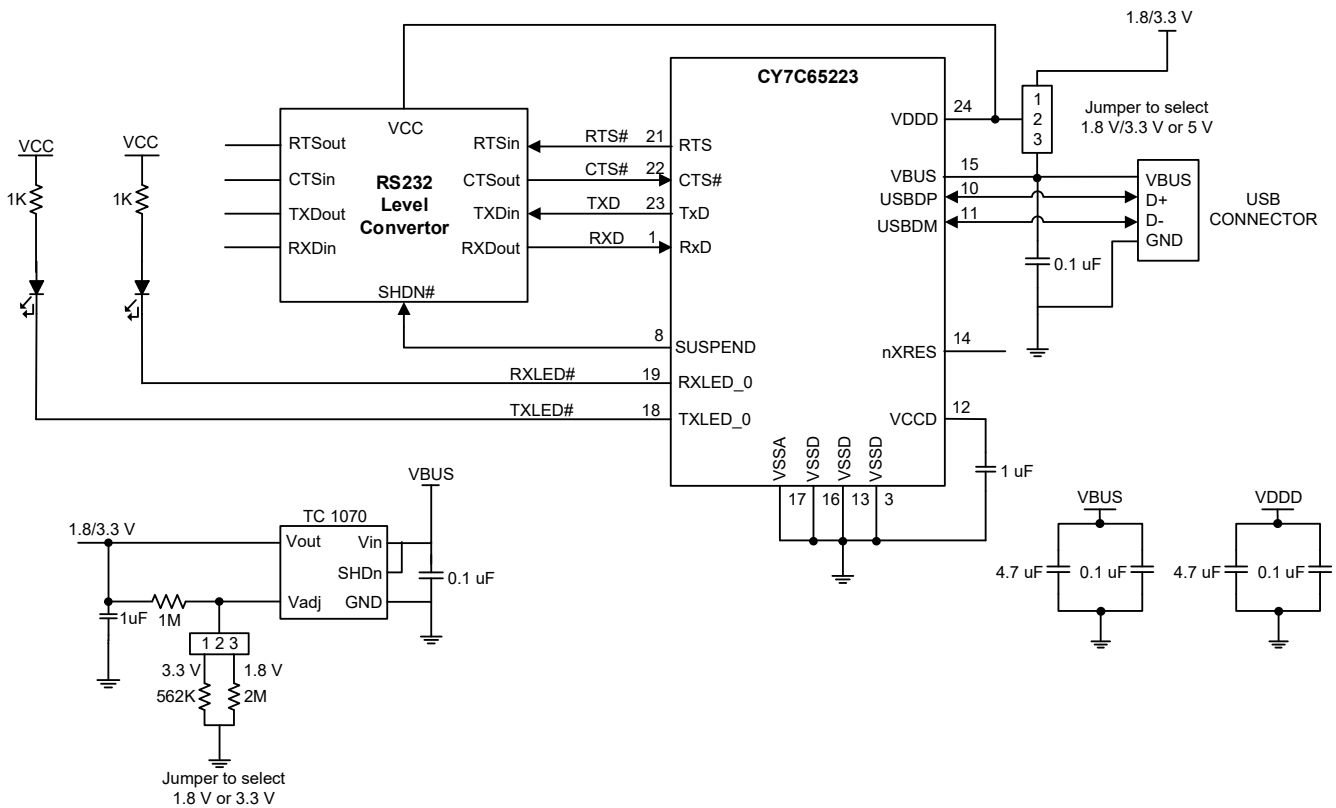 1.8/3.3 V
CY7C65223
VDDD
24
1
2
3
Jumper to select
1.8 V/3.3 V or 5 V
VCC
RTSout
RTSin
RTS#
21
RTS
CTSin
RS232
Level
Convertor
CTSout
CTS#
22
CTS#
TXDout
TXDin
TXD
23
TxD
RXDin
RXDout
RXD
1
RxD
SHDN#
VCC
VCC
1K
1K
VBUS
15
USBDP
10
USBDM
11
VBUS
D+
D-
GND
USB
CONNECTOR
0.1 uF
8
SUSPEND
nXRES
14
RXLED#
19
RXLED_0
TXLED#
18
TXLED_0
VCCD
12
1 uF
VSSA
VSSD
VSSD
VSSD
17
16
13
3
VBUS
TC 1070
1.8/3.3 V
Vout
Vin
SHDn
Vadj
GND
0.1 uF
1uF
1M
1 2 3
3.3 V
1.8 V
562K
2M
Jumper to select
1.8 V or 3.3 V
VBUS
4.7 uF
0.1 uF
VDDD
4.7 uF
0.1 uF